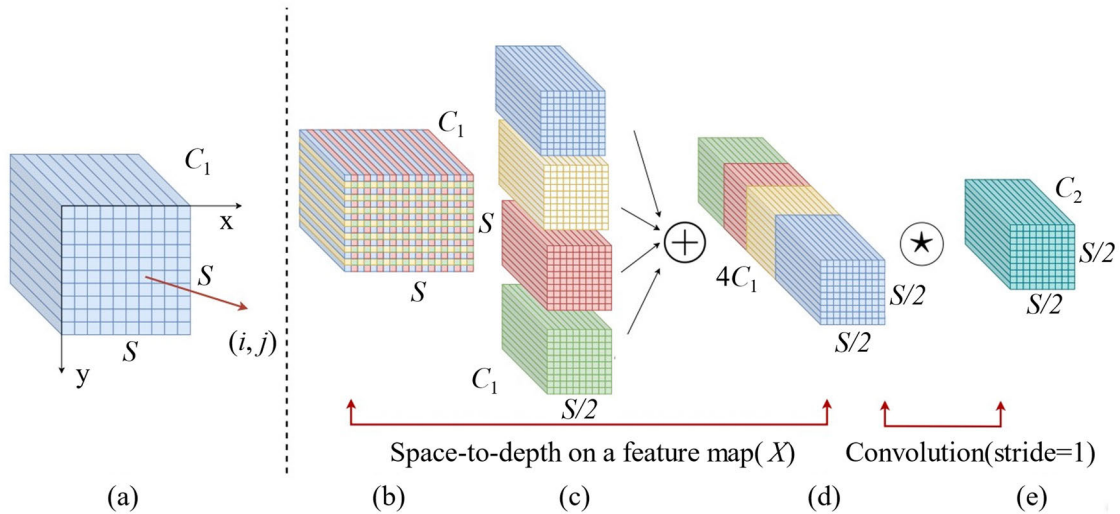 C1
x
S
S
(i, j)
y
C1
S
S
C1
S/2
4C1
S/2
S/2
C2
S/2
S/2
Space-to-depth on a feature map(X)
Convolution(stride=1)
(a)
(b)
(c)
(d)
(e)